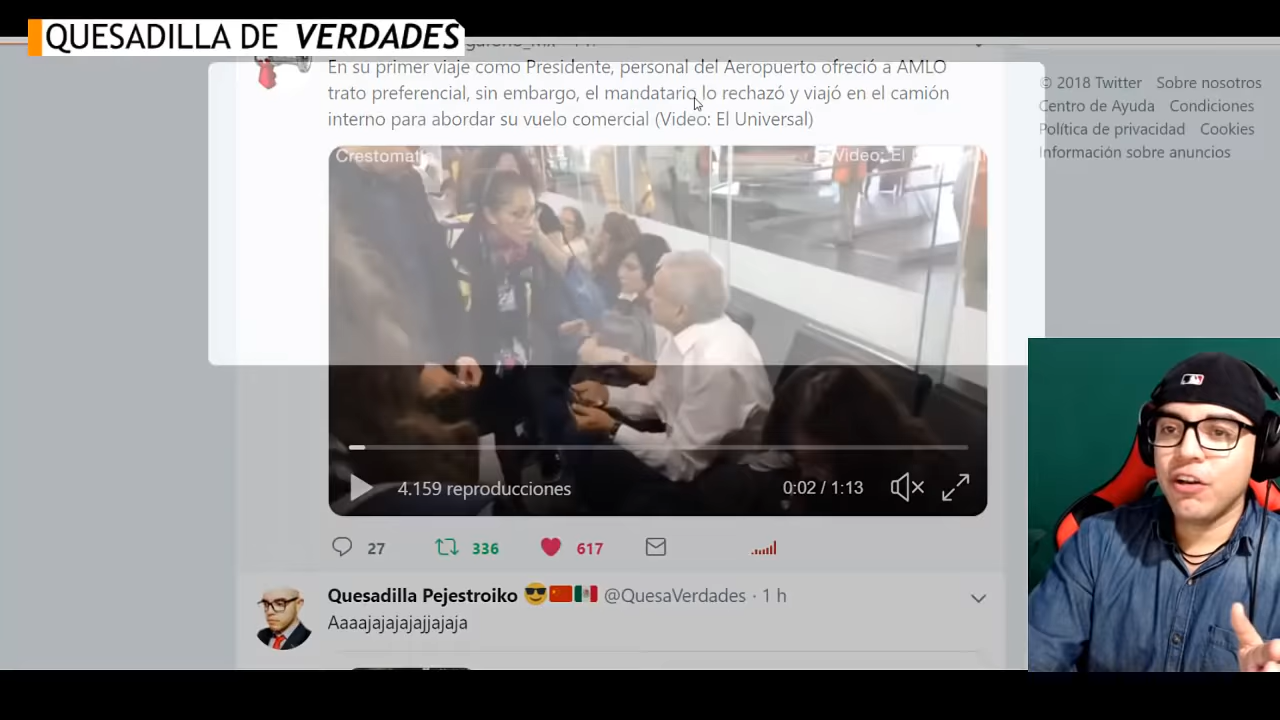 QUESADILLA DE VERDADES
En su primer viaje como Presidente, personal del Aeropuerto ofreció a AMLO
trato preferencial, sin embargo, el mandatario lo rechazó y viajó en el camión
interno para abordar su vuelo comercial (Video: El Universal)
© 2018 Twitter Sobre nosotros
Centro de Ayuda Condiciones
Política de privacidad Cookies
Información sobre anuncios
Video: El
4.159 reproducciones
0:02 / 1:13
27 336 617
Quesadilla Pejestroiko 😎🇨🇳🇲🇽 @QuesaVerdades · 1 h
Aaaajajajajajjajaja